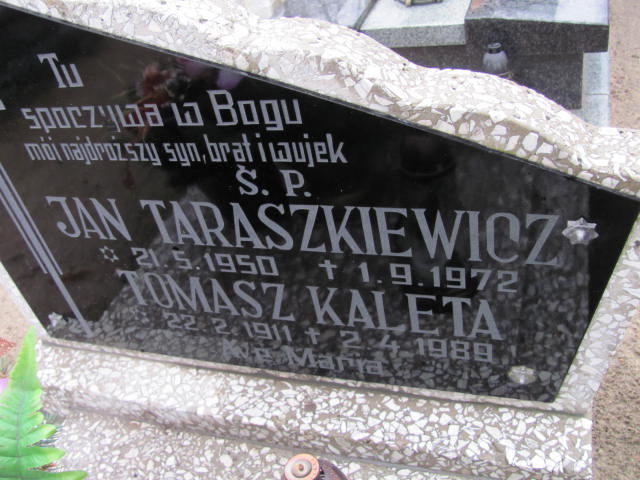 Tu
spoczywa w Bogu
mój najdroższy syn, brat i wujek
Ś. P.
JAN TARASZKIEWICZ
21.5.1950 † 1.9.1972
TOMASZ KALETA
22.2.1911 † 2.4.1989
Ave Maria